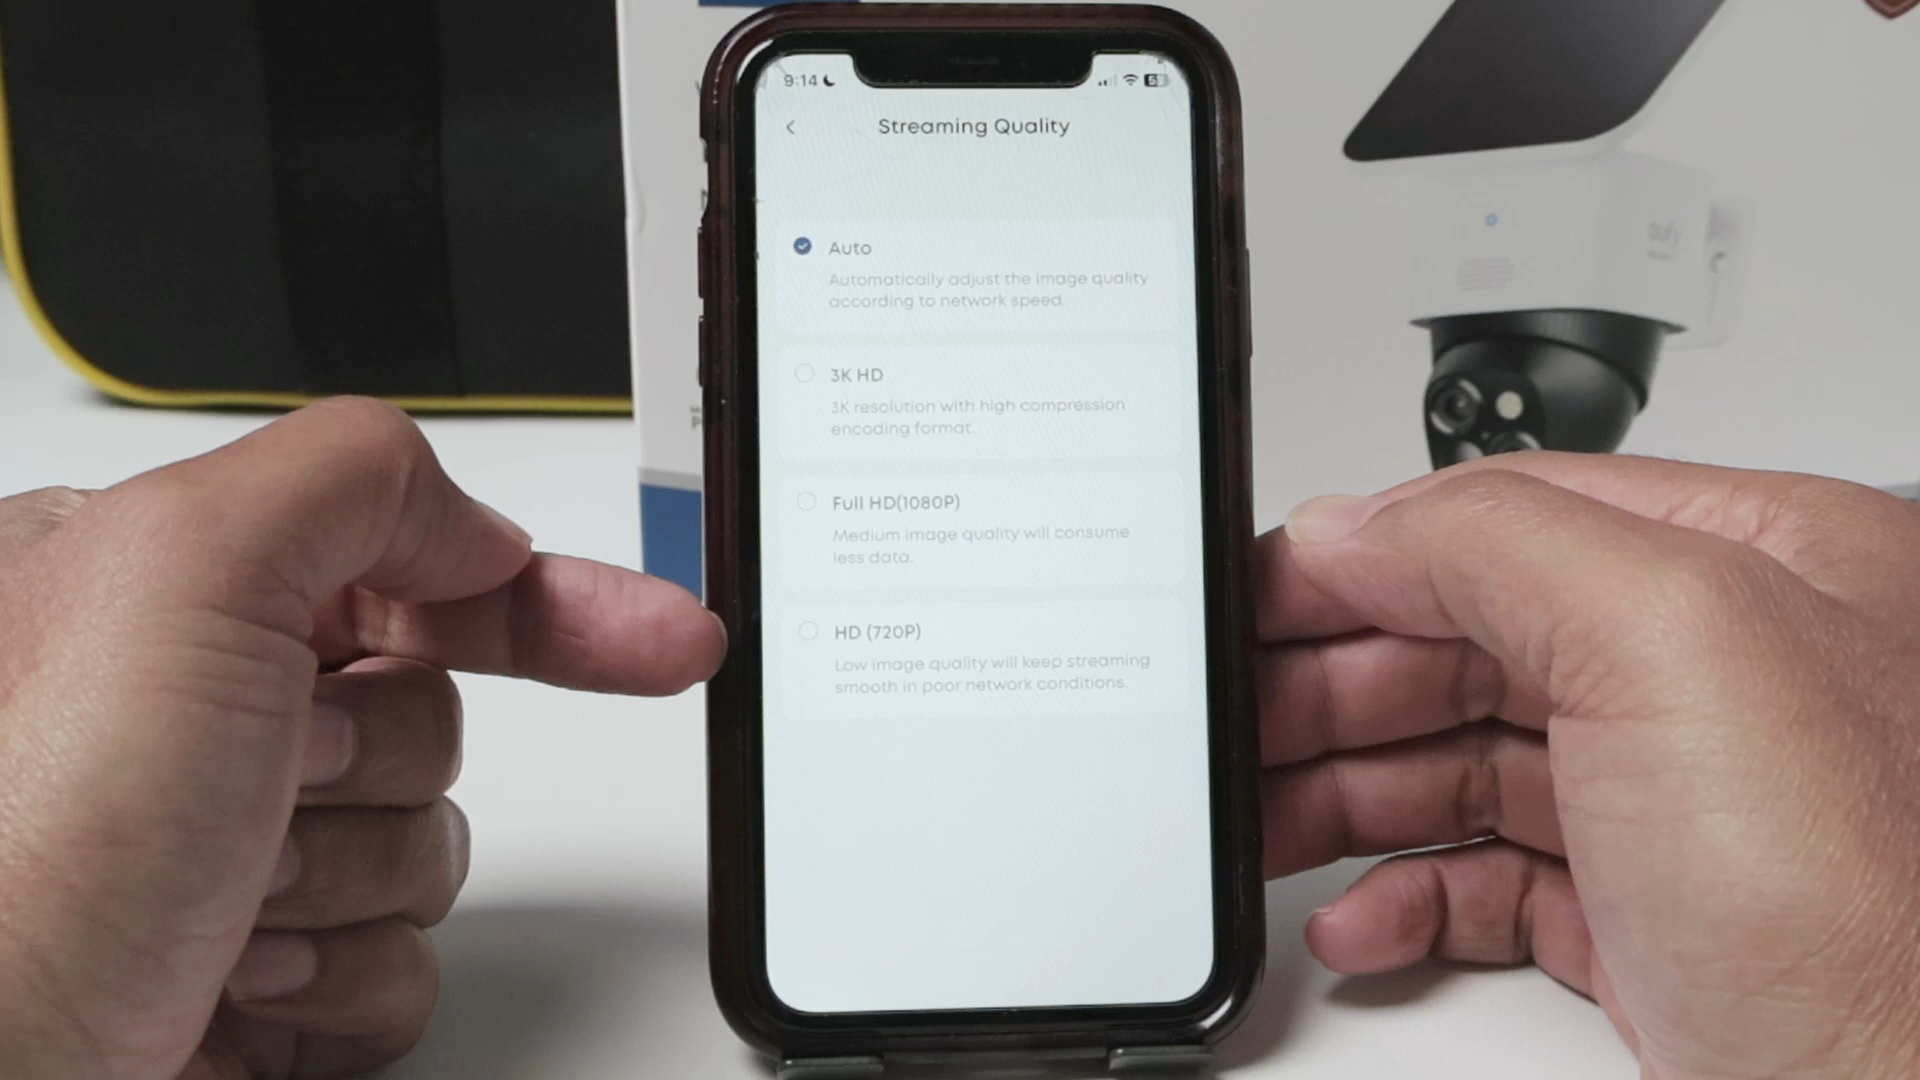 9:14
Streaming Quality
Auto
Automatically adjust the image quality
according to network speed.
3K HD
3K resolution with high compression
encoding format.
Full HD(1080P)
Medium image quality will consume
less data.
HD (720P)
Low image quality will keep streaming
smooth in poor network conditions.
eufy